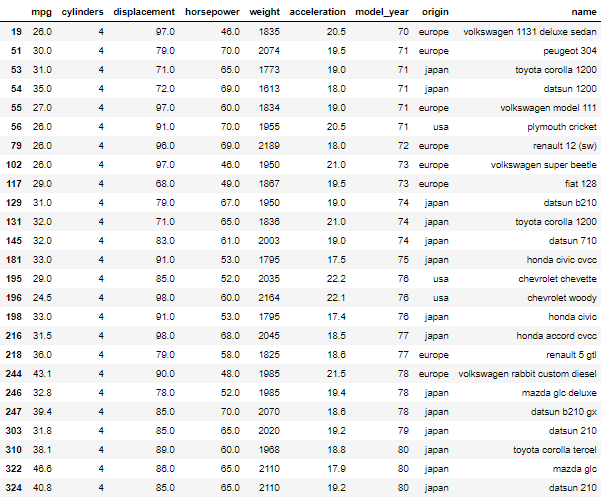 mpg cylinders displacement horsepower weight acceleration model_year origin name
19 26.0 4 97.0 46.0 1835 20.5 70 europe volkswagen 1131 deluxe sedan
51 30.0 4 79.0 70.0 2074 19.5 71 europe peugeot 304
53 31.0 4 71.0 65.0 1773 19.0 71 japan toyota corolla 1200
54 35.0 4 72.0 69.0 1613 18.0 71 japan datsun 1200
55 27.0 4 97.0 60.0 1834 19.0 71 europe volkswagen model 111
56 26.0 4 91.0 70.0 1955 20.5 71 usa plymouth cricket
79 26.0 4 96.0 69.0 2189 18.0 72 europe renault 12 (sw)
102 26.0 4 97.0 46.0 1950 21.0 73 europe volkswagen super beetle
117 29.0 4 68.0 49.0 1867 19.5 73 europe fiat 128
129 31.0 4 79.0 67.0 1950 19.0 74 japan datsun b210
131 32.0 4 71.0 65.0 1836 21.0 74 japan toyota corolla 1200
145 32.0 4 83.0 61.0 2003 19.0 74 japan datsun 710
181 33.0 4 91.0 53.0 1795 17.5 75 japan honda civic cvcc
195 29.0 4 85.0 52.0 2035 22.2 76 usa chevrolet chevette
196 24.5 4 98.0 60.0 2164 22.1 76 usa chevrolet woody
198 33.0 4 91.0 53.0 1795 17.4 76 japan honda civic
216 31.5 4 98.0 68.0 2045 18.5 77 japan honda accord cvcc
218 36.0 4 79.0 58.0 1825 18.6 77 europe renault 5 gtl
244 43.1 4 90.0 48.0 1985 21.5 78 europe volkswagen rabbit custom diesel
246 32.8 4 78.0 52.0 1985 19.4 78 japan mazda glc deluxe
247 39.4 4 85.0 70.0 2070 18.6 78 japan datsun b210 gx
303 31.8 4 85.0 65.0 2020 19.2 79 japan datsun 210
310 38.1 4 89.0 60.0 1968 18.8 80 japan toyota corolla tercel
322 46.6 4 86.0 65.0 2110 17.9 80 japan mazda glc
324 40.8 4 85.0 65.0 2110 19.2 80 japan datsun 210